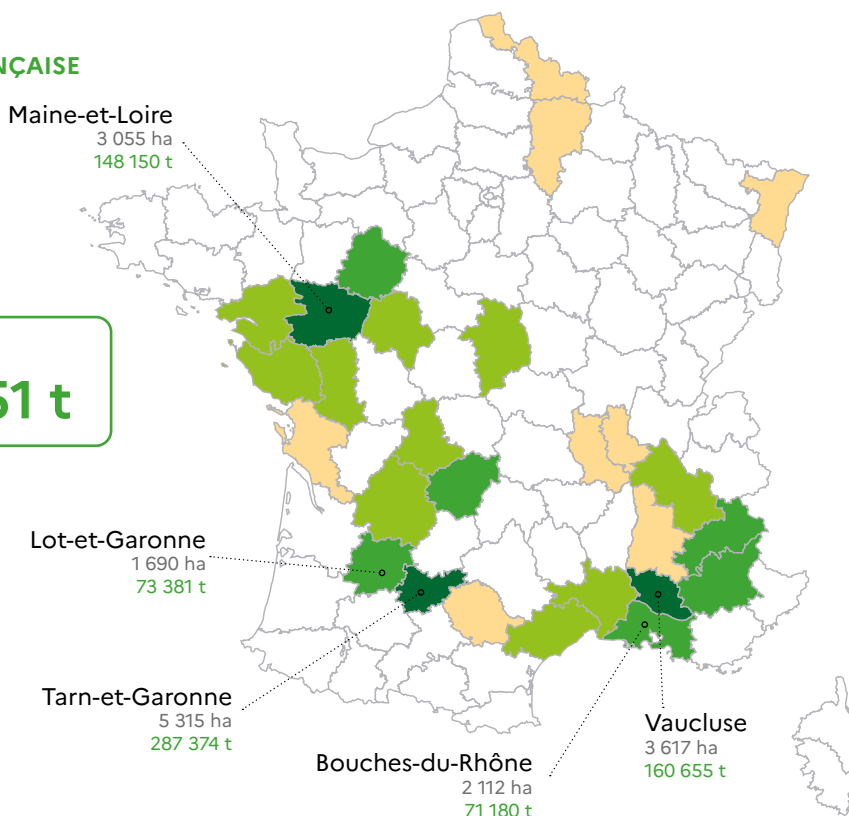 NÇAISE
Maine-et-Loire
3 055 ha
148 150 t
51 t
Lot-et-Garonne
1 690 ha
73 381 t
Tarn-et-Garonne
5 315 ha
287 374 t
Bouches-du-Rhône
2 112 ha
71 180 t
Vaucluse
3 617 ha
160 655 t